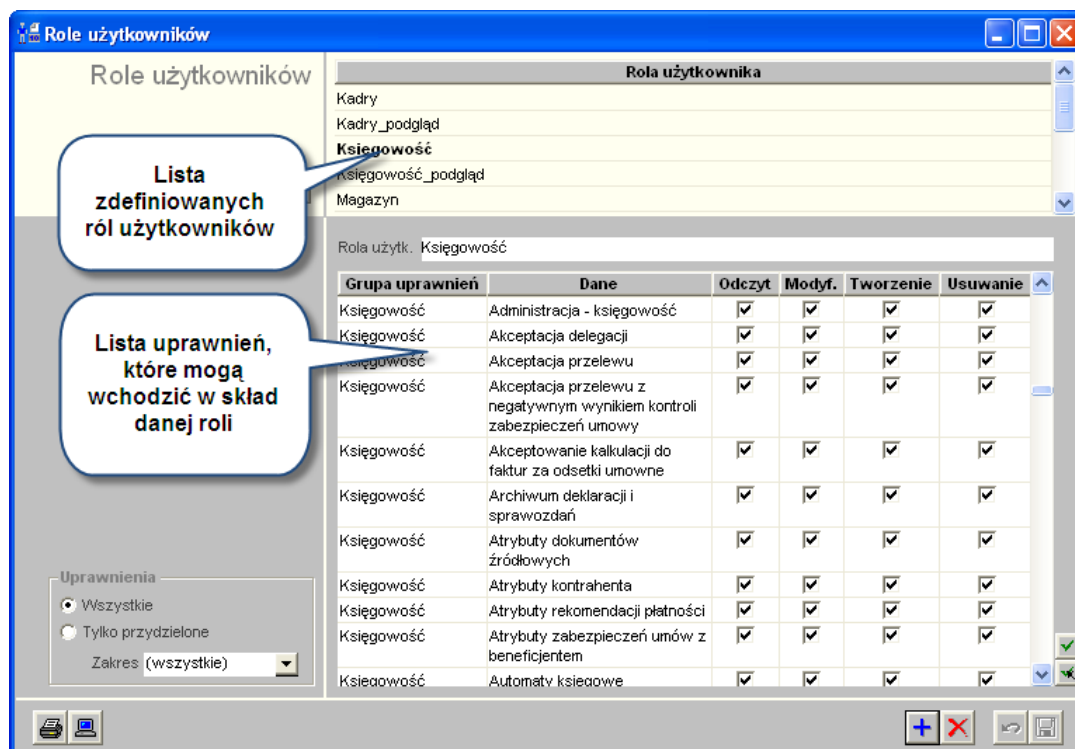 Role użytkowników
Role użytkowników
Rola użytkownika
Kadry
Kadry_podgląd
Księgowość
Księgowość_podgląd
Magazyn
Lista
zdefiniowanych
ról użytkowników
Rola użytk. Księgowość
Grupa uprawnień Dane Odczyt Modyf. Tworzenie Usuwanie
Księgowość Administracja - księgowość
Księgowość Akceptacja delegacji
Księgowość Akceptacja przelewu
Księgowość Akceptacja przelewu z
negatywnym wynikiem kontroli
zabezpieczeń umowy
Księgowość Akceptowanie kalkulacji do
faktur za odsetki umowne
Księgowość Archiwum deklaracji i
sprawozdań
Księgowość Atrybuty dokumentów
źródłowych
Księgowość Atrybuty kontrahenta
Księgowość Atrybuty rekomendacji płatności
Księgowość Atrybuty zabezpieczeń umów z
beneficjentem
Księgowość Automaty księgowe
Lista uprawnień,
które mogą
wchodzić w skład
danej roli
Uprawnienia
Wszystkie
Tylko przydzielone
Zakres (wszystkie)